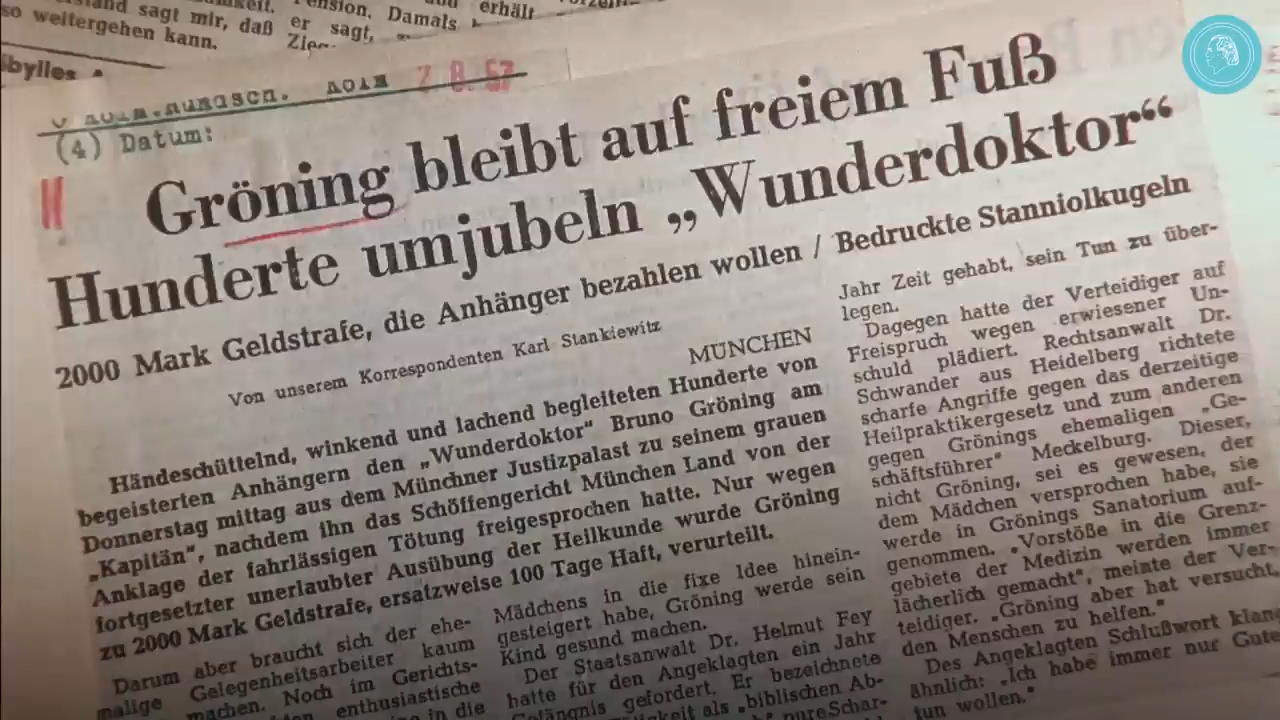 sagt mir, daß
so weitergehen kann.
ension. Damals
er sagt,
erhält
ibylles
2 8. 57
(4) Datum:
Gröning bleibt auf freiem Fuß
Hunderte umjubeln „Wunderdoktor“
2000 Mark Geldstrafe, die Anhänger bezahlen wollen / Bedruckte Stanniolkugeln
Von unserem Korrespondenten Karl Stankiewitz
MÜNCHEN
Händeschüttelnd, winkend und lachend begleiteten Hunderte von
begeisterten Anhängern den „Wunderdoktor“ Bruno Gröning am
Donnerstag mittag aus dem Münchner Justizpalast zu seinem grauen
„Kapitän“, nachdem ihn das Schöffengericht München Land von der
Anklage der fahrlässigen Tötung freigesprochen hatte. Nur wegen
fortgesetzter unerlaubter Ausübung der Heilkunde wurde Gröning
zu 2000 Mark Geldstrafe, ersatzweise 100 Tage Haft, verurteilt.
Darum aber braucht sich der ehe-
malige Gelegenheitsarbeiter kaum
machen. Noch im Gerichts-
enthusiastische
in die
Mädchens in die fixe Idee hinein-
gesteigert habe, Gröning werde sein
Kind gesund machen.
Der Staatsanwalt Dr. Helmut Fey
hatte für den Angeklagten ein Jahr
Gefängnis gefordert. Er bezeichnete
als „biblischen Ab-
pure Schar-
Jahr Zeit gehabt, sein Tun zu über-
legen.
Dagegen hatte der Verteidiger auf
Freispruch wegen erwiesener Un-
schuld plädiert. Rechtsanwalt Dr.
Schwander aus Heidelberg richtete
scharfe Angriffe gegen das derzeitige
Heilpraktikergesetz und zum anderen
gegen Grönings ehemaligen „Ge-
schäftsführer“ Meckelburg. Dieser,
nicht Gröning, sei es gewesen, der
dem Mädchen versprochen habe, sie
werde in Grönings Sanatorium auf-
genommen. „Vorstöße in die Grenz-
gebiete der Medizin werden immer
lächerlich gemacht“, meinte der Ver-
teidiger. „Gröning aber hat versucht,
den Menschen zu helfen.“
Des Angeklagten Schlußwort klang
ähnlich: „Ich habe immer nur Gute
tun wollen.“